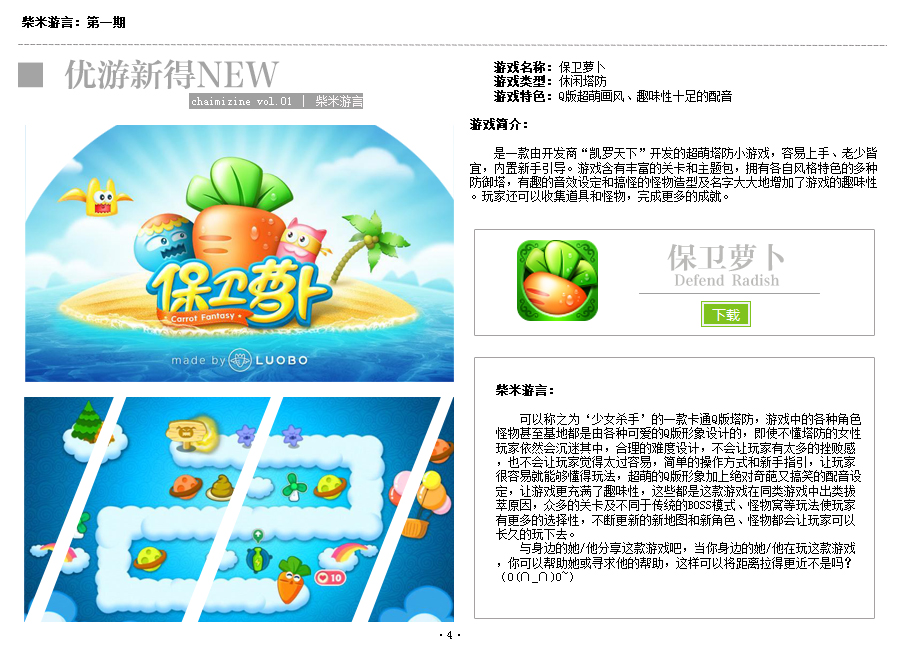 柴米游言：第一期
优游新得NEW
chaimizine vol.01 | 柴米游言
保卫萝卜
Carrot Fantasy
made by LUOBO
10
游戏名称：保卫萝卜
游戏类型：休闲塔防
游戏特色：Q版超萌画风、趣味性十足的配音
游戏简介：
是一款由开发商“凯罗天下”开发的超萌塔防小游戏，容易上手、老少皆
宜，内置新手引导。游戏含有丰富的关卡和主题包，拥有各自风格特色的多种
防御塔，有趣的音效设定和搞怪的怪物造型及名字大大地增加了游戏的趣味性
。玩家还可以收集道具和怪物，完成更多的成就。
保卫萝卜
Defend Radish
下载
柴米游言：
可以称之为‘少女杀手’的一款卡通Q版塔防，游戏中的各种角色
怪物甚至基地都是由各种可爱的Q版形象设计的，即使不懂塔防的女性
玩家依然会沉迷其中，合理的难度设计，不会让玩家有太多的挫败感
，也不会让玩家觉得太过容易，简单的操作方式和新手指引，让玩家
很容易就能够懂得玩法，超萌的Q版形象加上绝对奇葩又搞笑的配音设
定，让游戏更充满了趣味性，这些都是这款游戏在同类游戏中出类拔
萃原因，众多的关卡及不同于传统的BOSS模式、怪物窝等玩法使玩家
有更多的选择性，不断更新的新地图和新角色、怪物都会让玩家可以
长久的玩下去。
与身边的她/他分享这款游戏吧，当你身边的她/他在玩这款游戏
，你可以帮助她或寻求他的帮助，这样可以将距离拉得更近不是吗？
（O(∩_∩)O~）
·4·